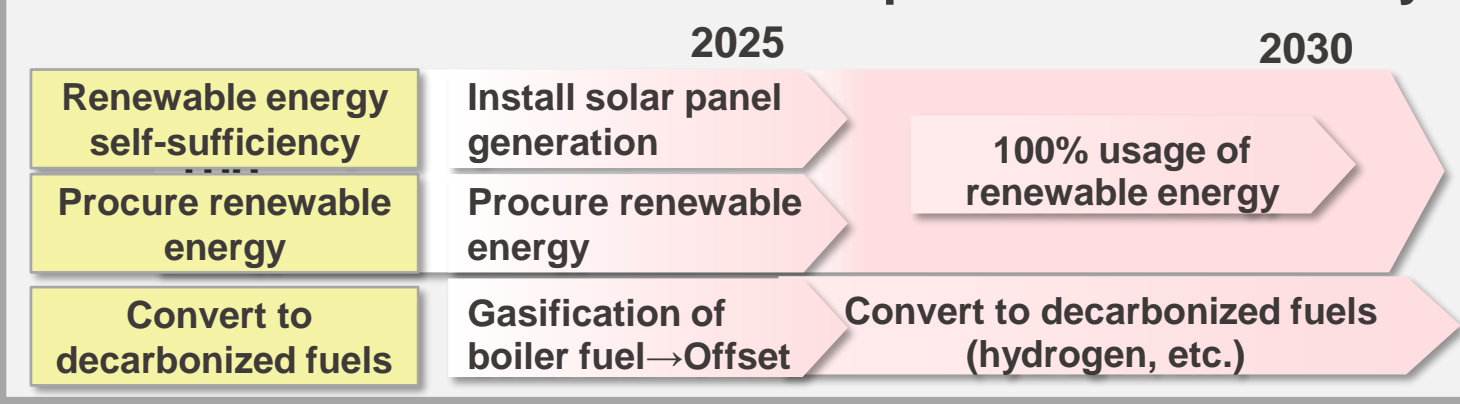 2025
2030
Renewable energy
self-sufficiency
Install solar panel
generation
100% usage of
renewable energy
Procure renewable
energy
Procure renewable
energy
Convert to
decarbonized fuels
Gasification of
boiler fuel→Offset
Convert to decarbonized fuels
(hydrogen, etc.)